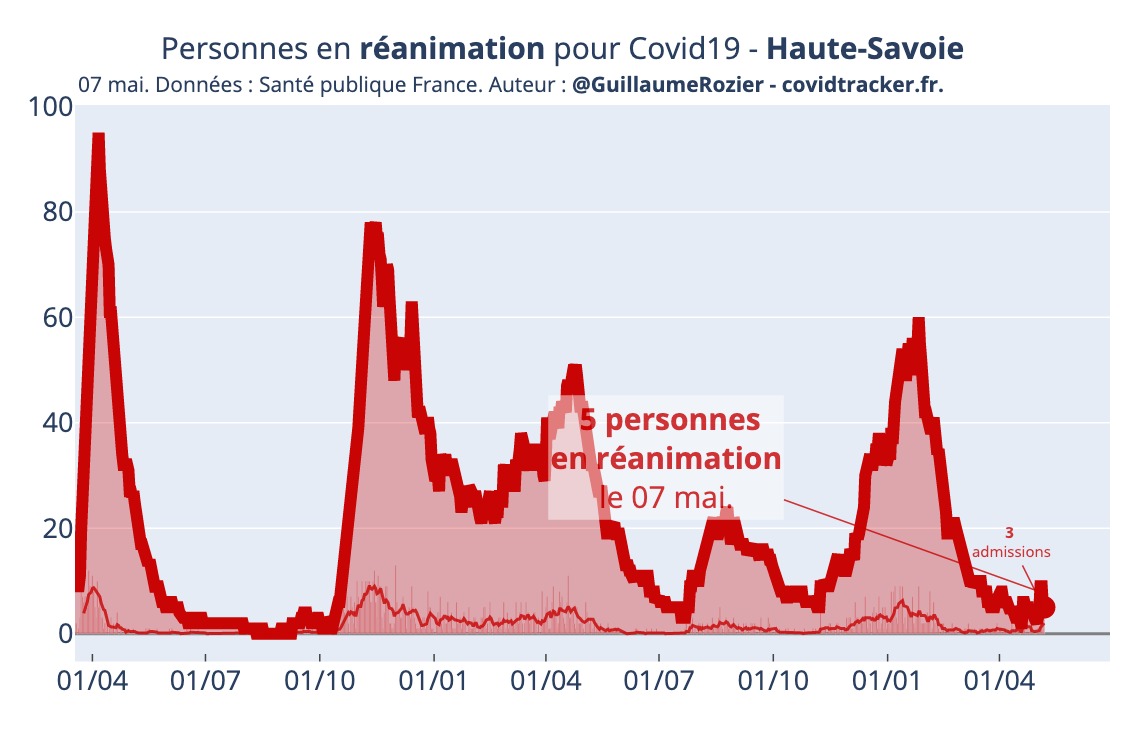 Personnes en réanimation pour Covid19 - Haute-Savoie
07 mai. Données : Santé publique France. Auteur : @GuillaumeRozier - covidtracker.fr.
100
80
60
40
20
0
5 personnes
en réanimation
le 07 mai.
3
admissions
01/04
01/07
01/10
01/01
01/04
01/07
01/10
01/01
01/04